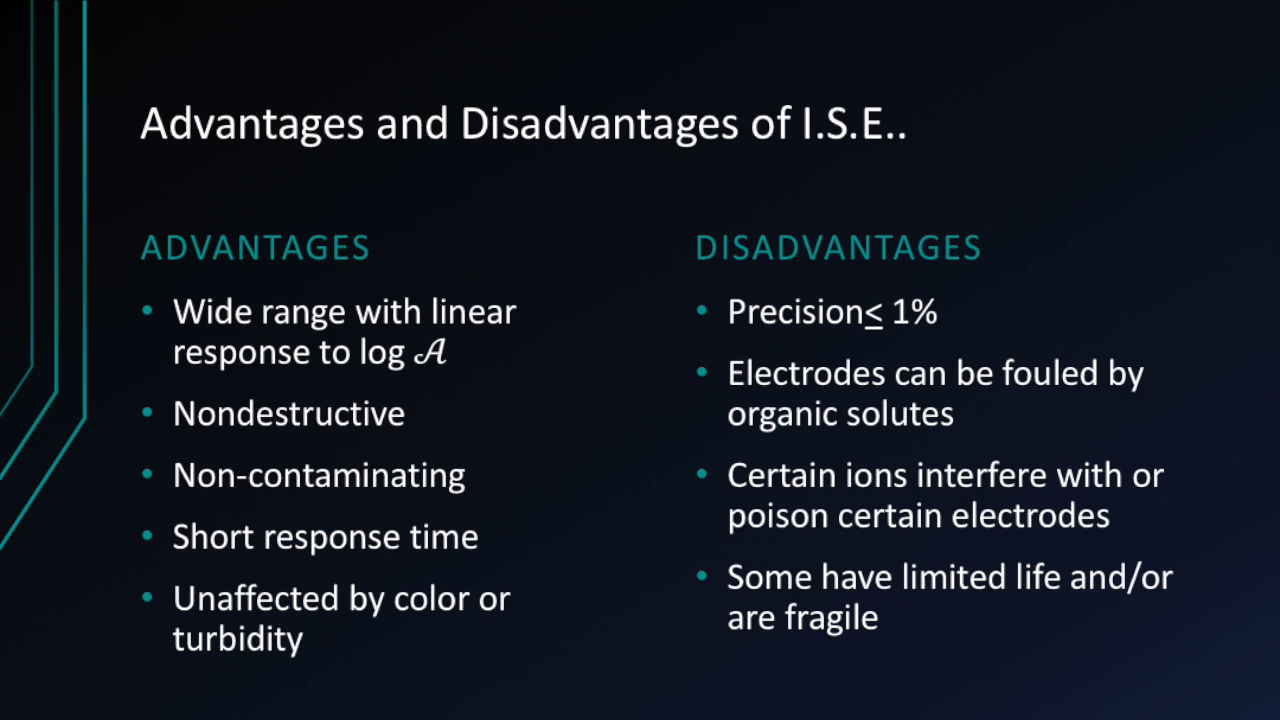 Advantages and Disadvantages of I.S.E..
ADVANTAGES
• Wide range with linear
response to log 𝒜
• Nondestructive
• Non-contaminating
• Short response time
• Unaffected by color or
turbidity
DISADVANTAGES
• Precision≤ 1%
• Electrodes can be fouled by
organic solutes
• Certain ions interfere with or
poison certain electrodes
• Some have limited life and/or
are fragile